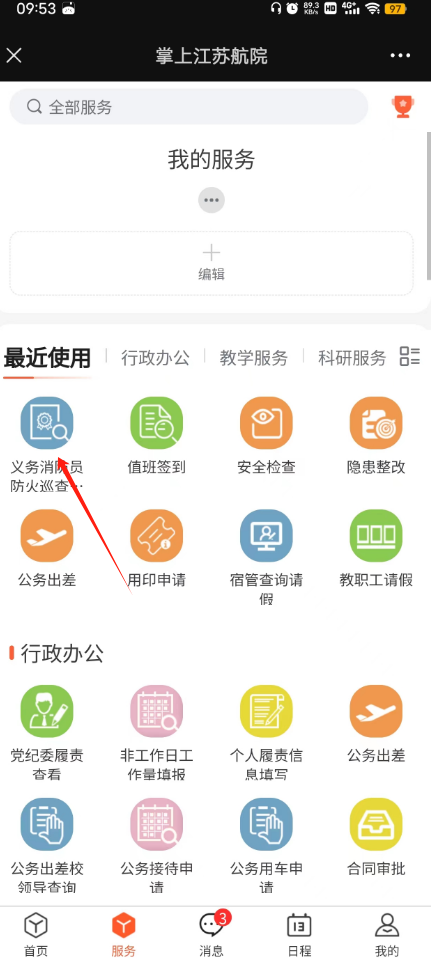 09:53
89.3 KB/s HD 4G 97
掌上江苏航院
全部服务
我的服务
编辑
最近使用 行政办公 教学服务 科研服务
义务消防员 值班签到 安全检查 隐患整改
防火巡查…
公务出差 用印申请 宿管查询请 教职工请假
假
行政办公
党纪委履责 非工作日工 个人履责信 公务出差
查看 作量填报 息填写
公务出差校 公务接待申 公务用车申 合同审批
领导查询 请 请
3
13
首页 服务 消息 日程 我的